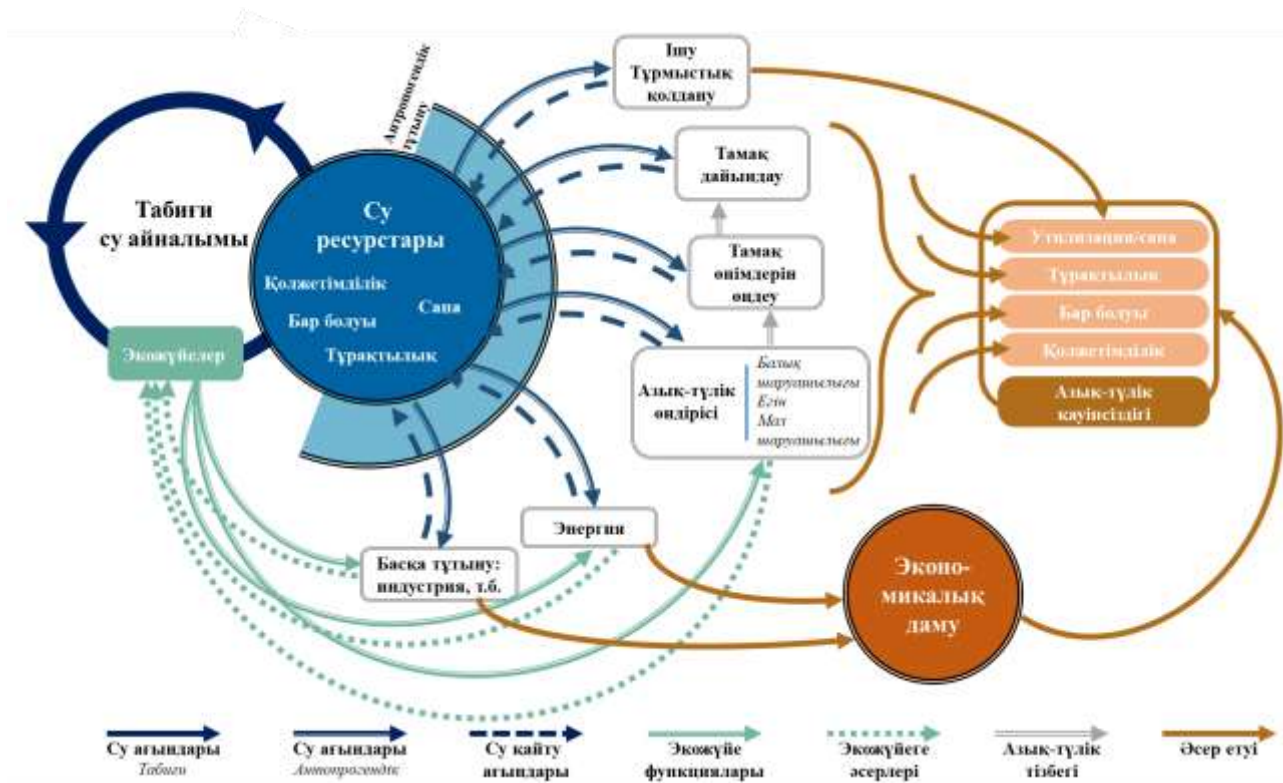 Антропогендік
тұтыну
Ішу
Тұрмыстық
қолдану
Тамақ
дайындау
Табиғи
су айналымы
Су
ресурстары
Қолжетімділік
Сапа
Бар болуы
Тұрақтылық
Тамақ
өнімдерін
өңдеу
Утилизация/сапа
Тұрақтылық
Бар болуы
Қолжетімділік
Азық-түлік
қауіпсіздігі
Экожүйелер
Азық-түлік
өндірісі
Балық
шаруашылығы
Егін
Мал
шаруашылығы
Энергия
Басқа тұтыну:
индустрия, т.б.
Эконо-
микалық
даму
Су ағындары
Табиғи
Су ағындары
Антпрогендік
Су қайту
ағындары
Экожүйе
функциялары
Экожүйеге
әсерлері
Азық-түлік
тізбегі
Әсер етуі